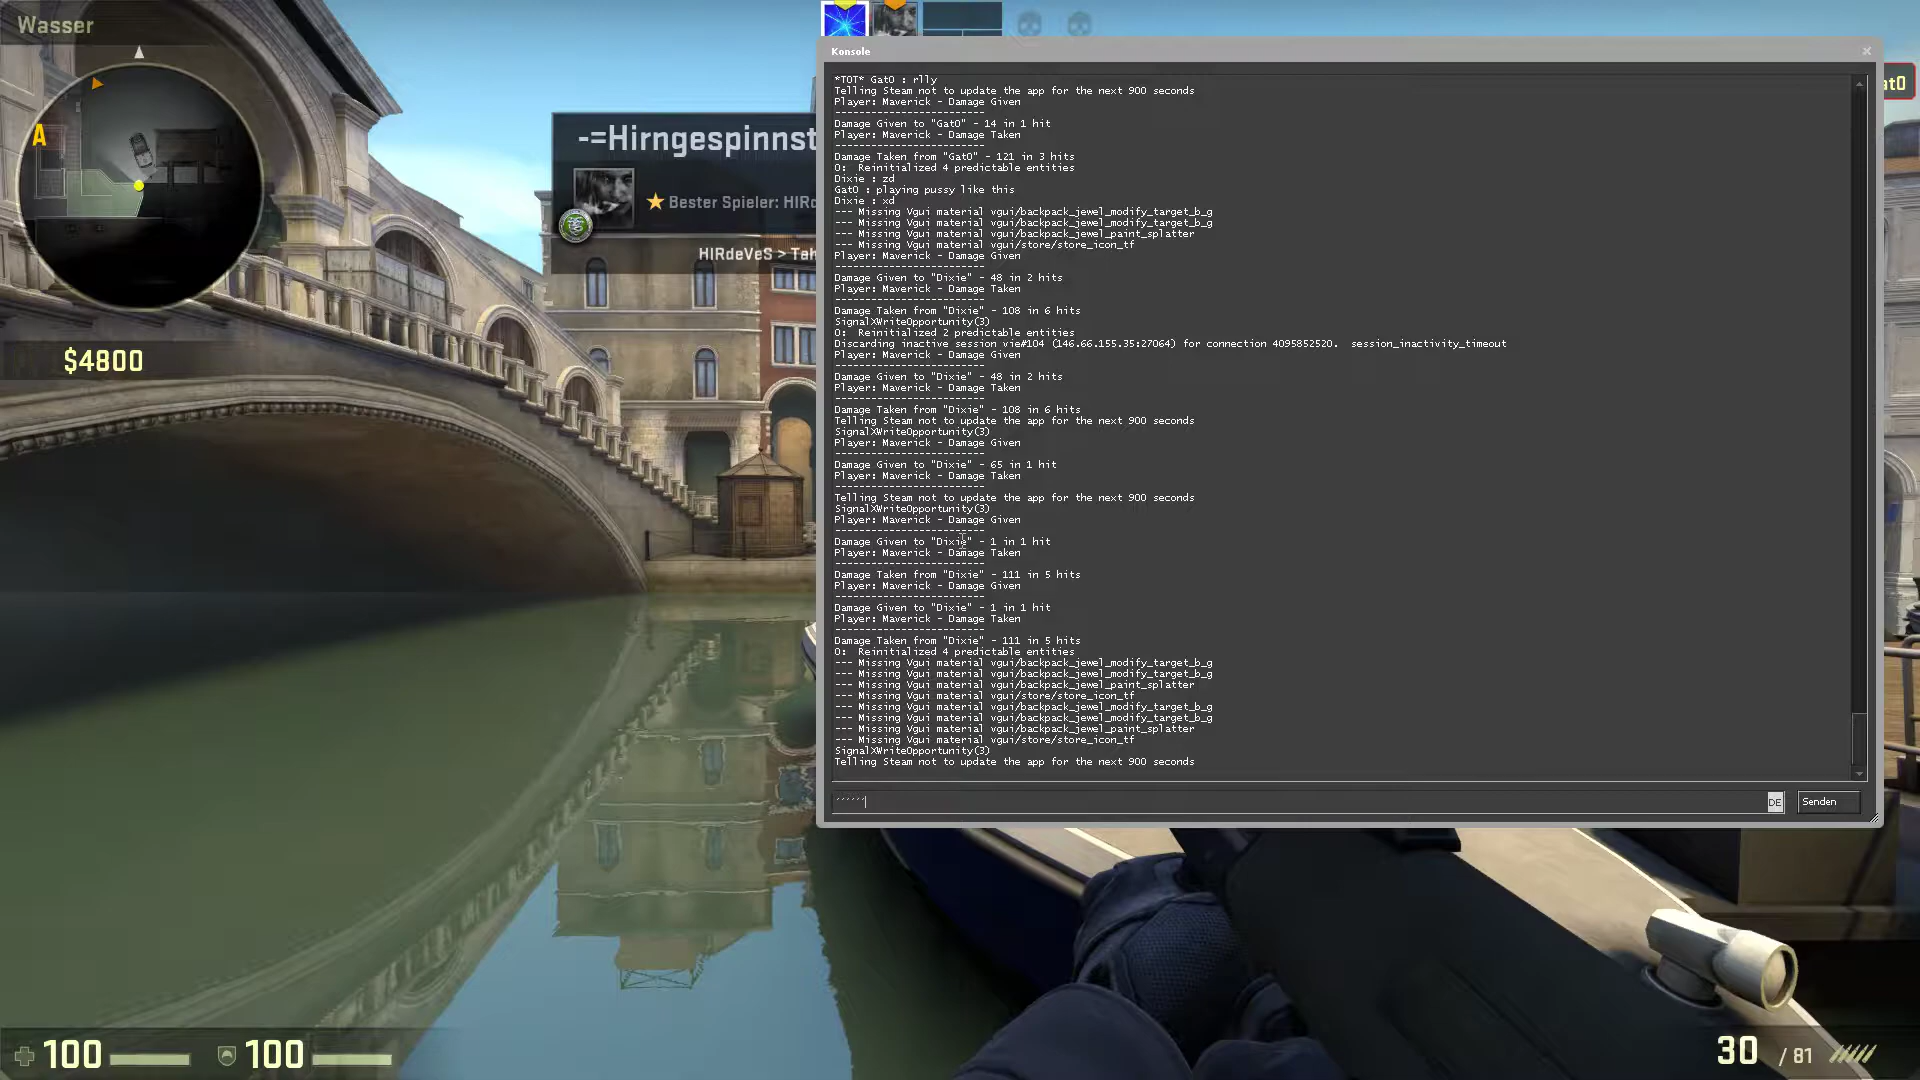 Wasser
A
$4800
-=Hirngespinnst
Bester Spieler: HIRd
HIRdeVeS > Tah
at0
Konsole
*TOT* Gat0 : rlly
Telling Steam not to update the app for the next 900 seconds
Player: Maverick - Damage Given
-------------------------
Damage Given to "Gat0" - 14 in 1 hit
Player: Maverick - Damage Taken
-------------------------
Damage Taken from "Gat0" - 121 in 3 hits
0:  Reinitialized 4 predictable entities
Dixie : zd
Gat0 : playing pussy like this
Dixie : xd
--- Missing Vgui material vgui/backpack_jewel_modify_target_b_g
--- Missing Vgui material vgui/backpack_jewel_modify_target_b_g
--- Missing Vgui material vgui/backpack_jewel_paint_splatter
--- Missing Vgui material vgui/store/store_icon_tf
Player: Maverick - Damage Given
-------------------------
Damage Given to "Dixie" - 48 in 2 hits
Player: Maverick - Damage Taken
-------------------------
Damage Taken from "Dixie" - 108 in 6 hits
SignalXWriteOpportunity(3)
0:  Reinitialized 2 predictable entities
Discarding inactive session vie#104 (146.66.155.35:27064) for connection 4095852520.  session_inactivity_timeout
Player: Maverick - Damage Given
-------------------------
Damage Given to "Dixie" - 48 in 2 hits
Player: Maverick - Damage Taken
-------------------------
Damage Taken from "Dixie" - 108 in 6 hits
Telling Steam not to update the app for the next 900 seconds
SignalXWriteOpportunity(3)
Player: Maverick - Damage Given
-------------------------
Damage Given to "Dixie" - 65 in 1 hit
Player: Maverick - Damage Taken
-------------------------
Telling Steam not to update the app for the next 900 seconds
SignalXWriteOpportunity(3)
Player: Maverick - Damage Given
-------------------------
Damage Given to "Dixie" - 1 in 1 hit
Player: Maverick - Damage Taken
-------------------------
Damage Taken from "Dixie" - 111 in 5 hits
Player: Maverick - Damage Given
-------------------------
Damage Given to "Dixie" - 1 in 1 hit
Player: Maverick - Damage Taken
-------------------------
Damage Taken from "Dixie" - 111 in 5 hits
0:  Reinitialized 4 predictable entities
--- Missing Vgui material vgui/backpack_jewel_modify_target_b_g
--- Missing Vgui material vgui/backpack_jewel_modify_target_b_g
--- Missing Vgui material vgui/backpack_jewel_paint_splatter
--- Missing Vgui material vgui/store/store_icon_tf
--- Missing Vgui material vgui/backpack_jewel_modify_target_b_g
--- Missing Vgui material vgui/backpack_jewel_modify_target_b_g
--- Missing Vgui material vgui/backpack_jewel_paint_splatter
--- Missing Vgui material vgui/store/store_icon_tf
SignalXWriteOpportunity(3)
Telling Steam not to update the app for the next 900 seconds
´´´´´´
DE
Senden
100
100
30 / 81